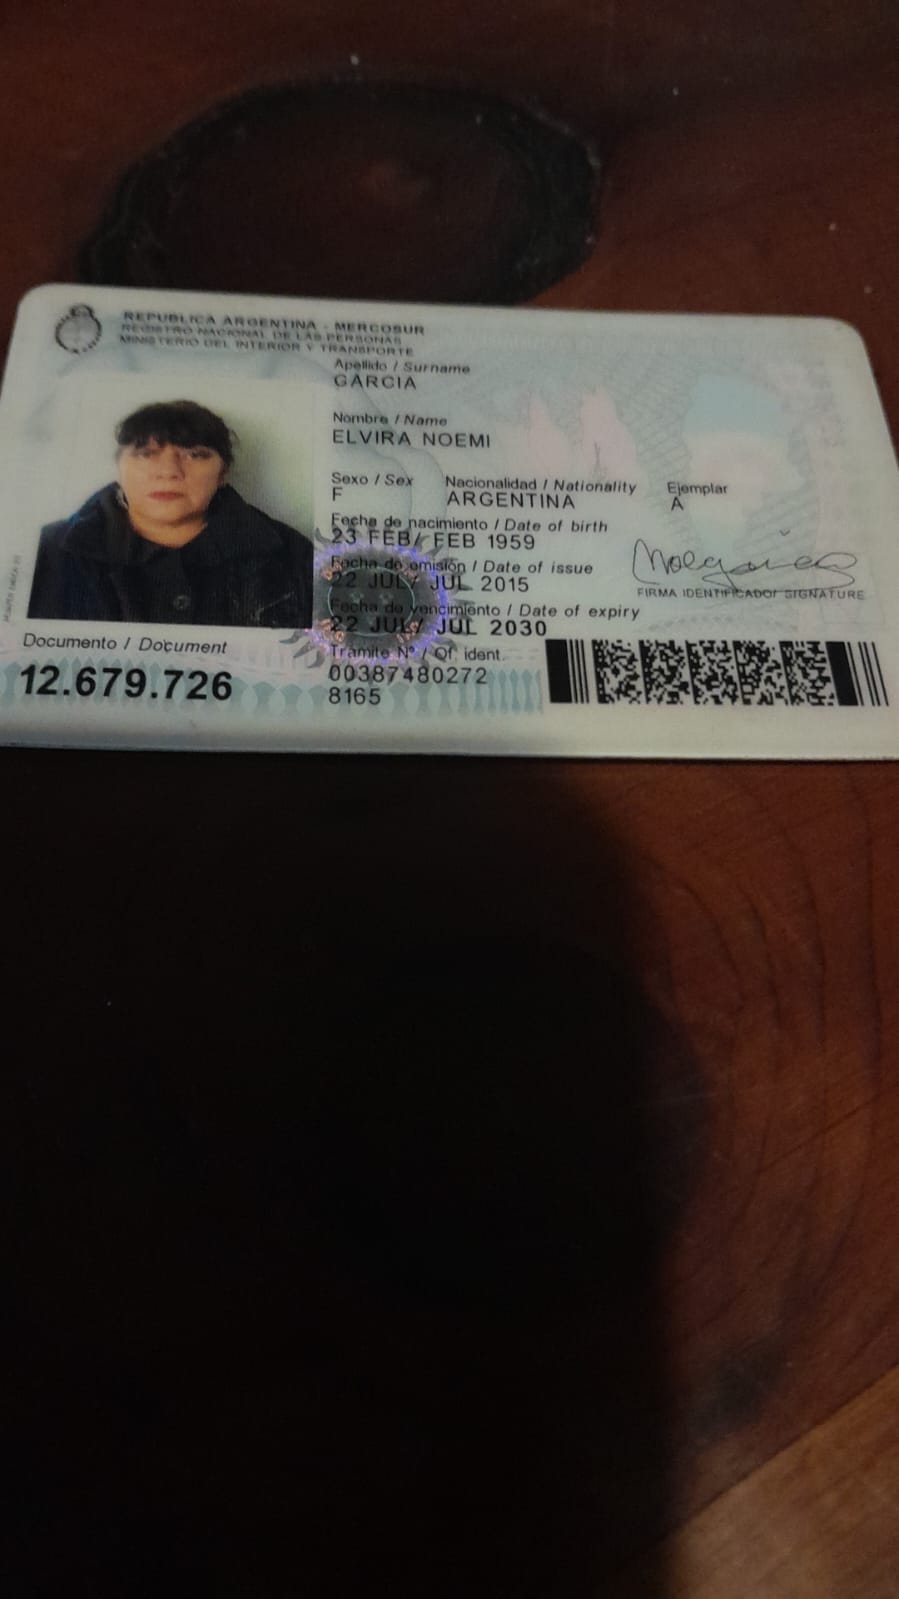 REPUBLICA ARGENTINA - MERCOSUR
REGISTRO NACIONAL DE LAS PERSONAS
MINISTERIO DEL INTERIOR Y TRANSPORTE
Apellido / Surname
GARCIA
Nombre / Name
ELVIRA NOEMI
Sexo / Sex Nacionalidad / Nationality Ejemplar
F ARGENTINA A
Fecha de nacimiento / Date of birth
23 FEB/ FEB 1959
Fecha de emisión / Date of issue
22 JUL/ JUL 2015
FIRMA IDENTIFICADO/ SIGNATURE
Fecha de vencimiento / Date of expiry
22 JUL/ JUL 2030
Documento / Document
12.679.726
Trámite Nº / Of. ident.
00387480272
8165